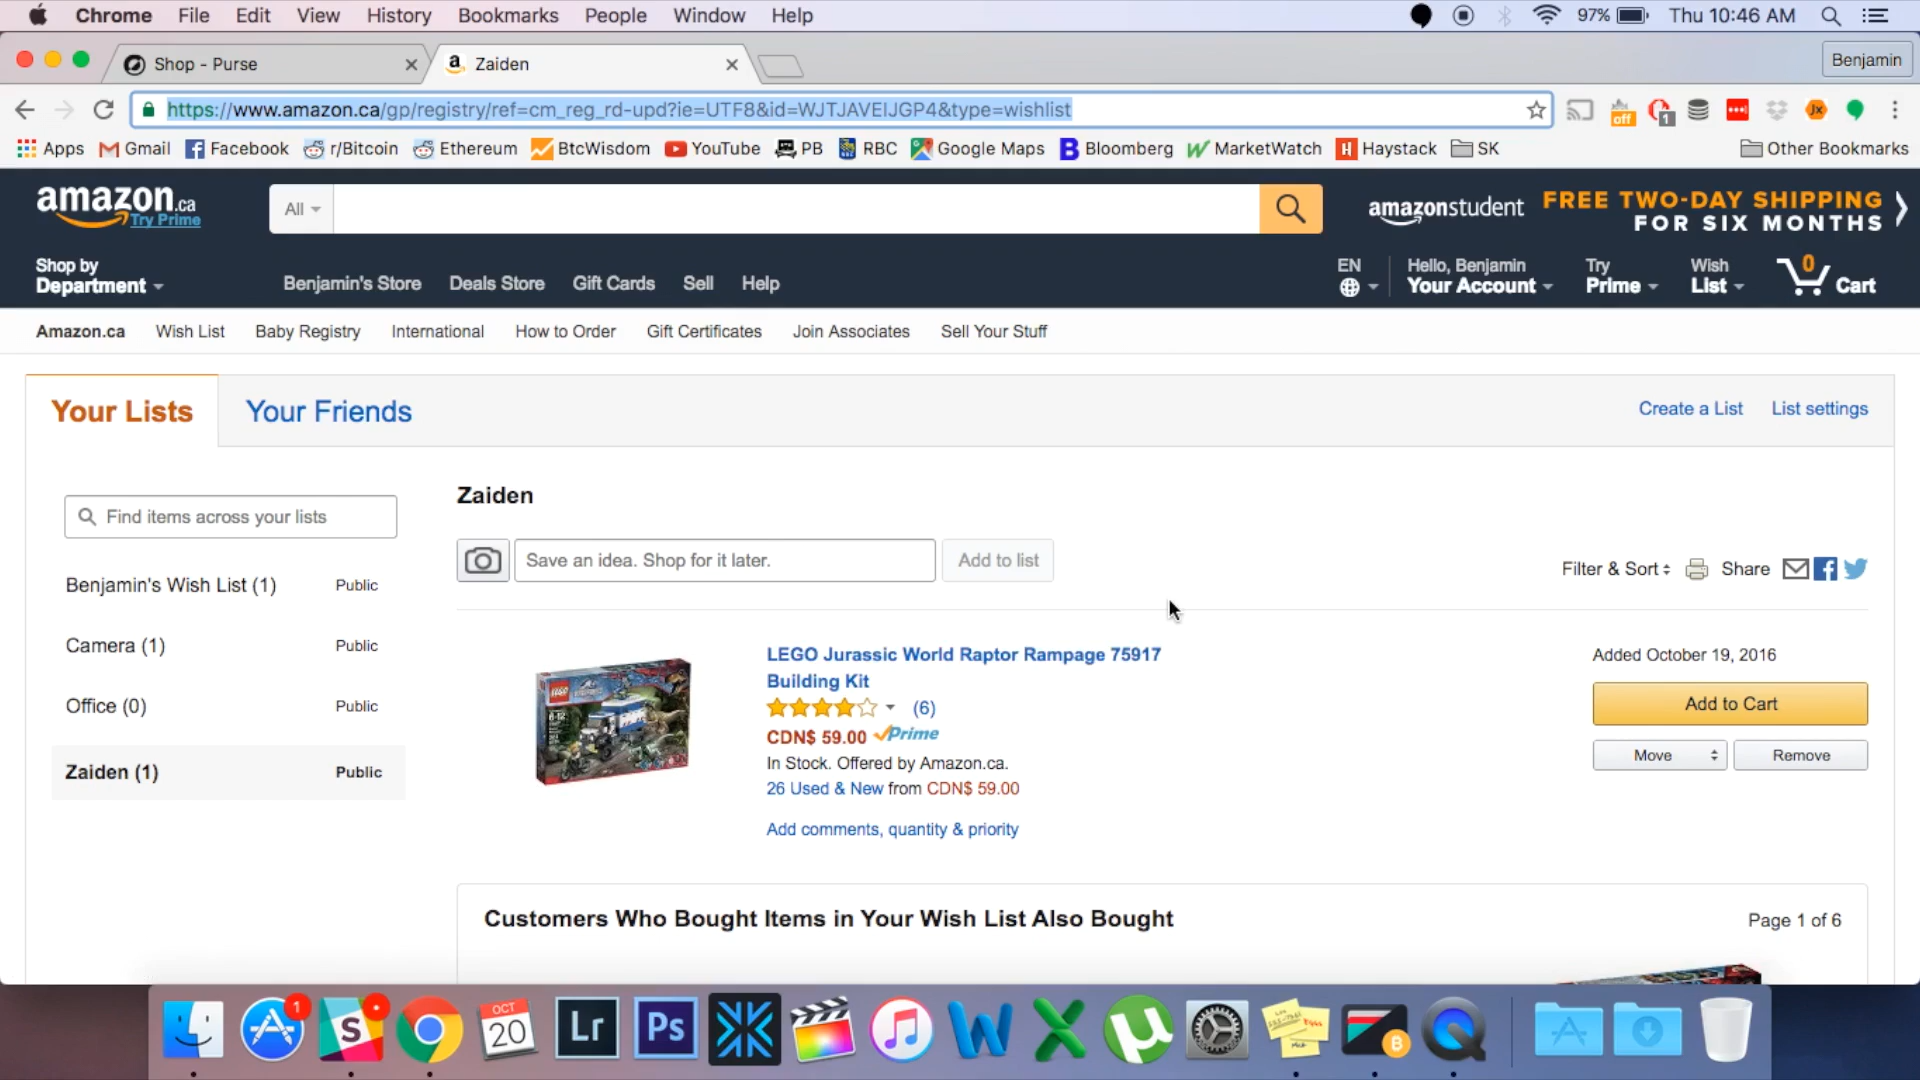 Chrome File Edit View History Bookmarks People Window Help 97% Thu 10:46 AM
Shop - Purse Zaiden Benjamin
https://www.amazon.ca/gp/registry/ref=cm_reg_rd-upd?ie=UTF8&id=WJTJAVEIJGP4&type=wishlist off 1 Jx
Apps Gmail Facebook r/Bitcoin Ethereum BtcWisdom YouTube PB RBC Google Maps Bloomberg MarketWatch Haystack SK Other Bookmarks
amazon.ca
Try Prime
All
amazonstudent
FREE TWO-DAY SHIPPING
FOR SIX MONTHS
Shop by
Department
Benjamin's Store Deals Store Gift Cards Sell Help
EN
Hello, Benjamin
Your Account
Try
Prime
Wish
List
0
Cart
Amazon.ca Wish List Baby Registry International How to Order Gift Certificates Join Associates Sell Your Stuff
Your Lists Your Friends Create a List List settings
Find items across your lists
Benjamin's Wish List (1) Public
Camera (1) Public
Office (0) Public
Zaiden (1) Public
Zaiden
Save an idea. Shop for it later. Add to list
Filter & Sort Share
LEGO Jurassic World Raptor Rampage 75917
Building Kit
(6)
CDN$ 59.00 Prime
In Stock. Offered by Amazon.ca.
26 Used & New from CDN$ 59.00
Add comments, quantity & priority
Added October 19, 2016
Add to Cart
Move Remove
Customers Who Bought Items in Your Wish List Also Bought Page 1 of 6
1
S
OCT
20
Lr
Ps
W
X
µ
B